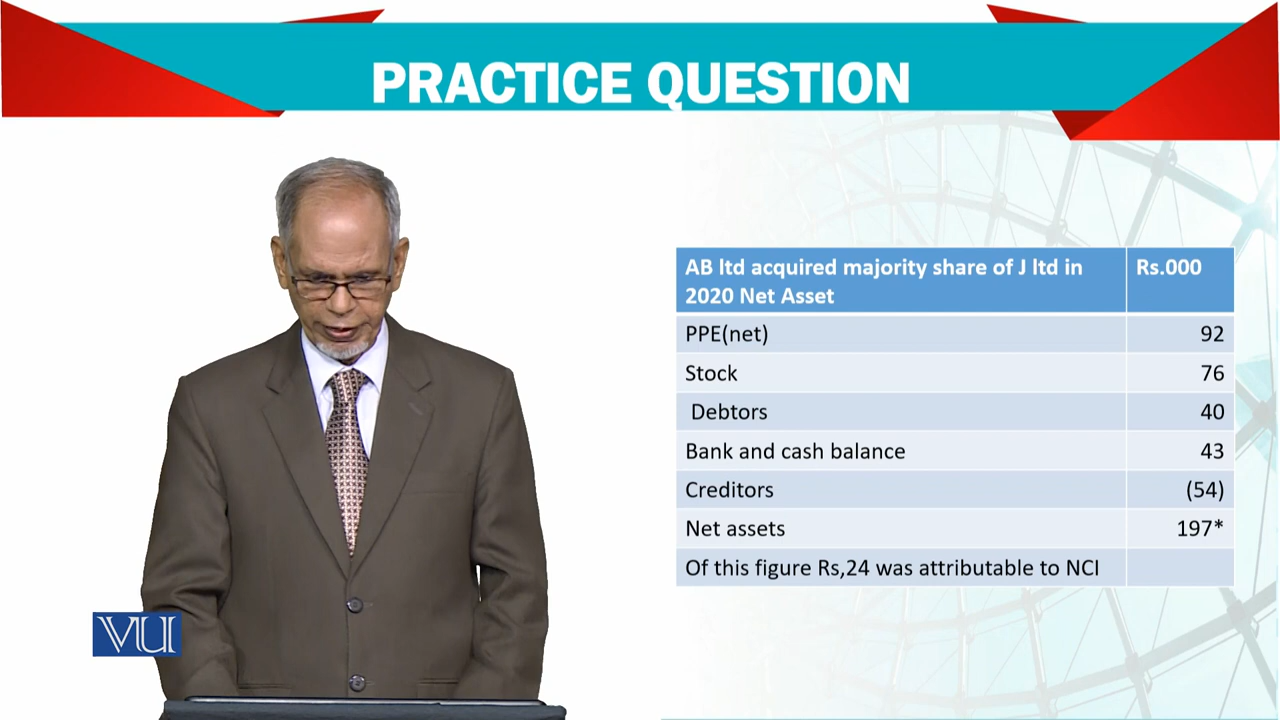 PRACTICE QUESTION
AB ltd acquired majority share of J ltd in
2020 Net Asset
Rs.000
PPE(net) 92
Stock 76
Debtors 40
Bank and cash balance 43
Creditors (54)
Net assets 197*
Of this figure Rs,24 was attributable to NCI
VU